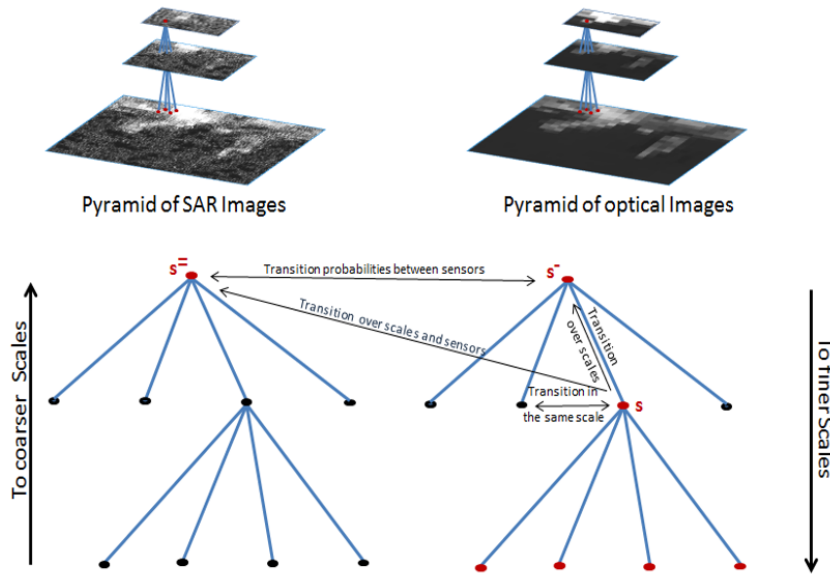 Pyramid of SAR Images
Pyramid of optical Images
s=
Transition probabilities between sensors
s-
Transition over scales and sensors
Transition
over scales
Transition in
the same scale
s
To coarser Scales
To finer Scales